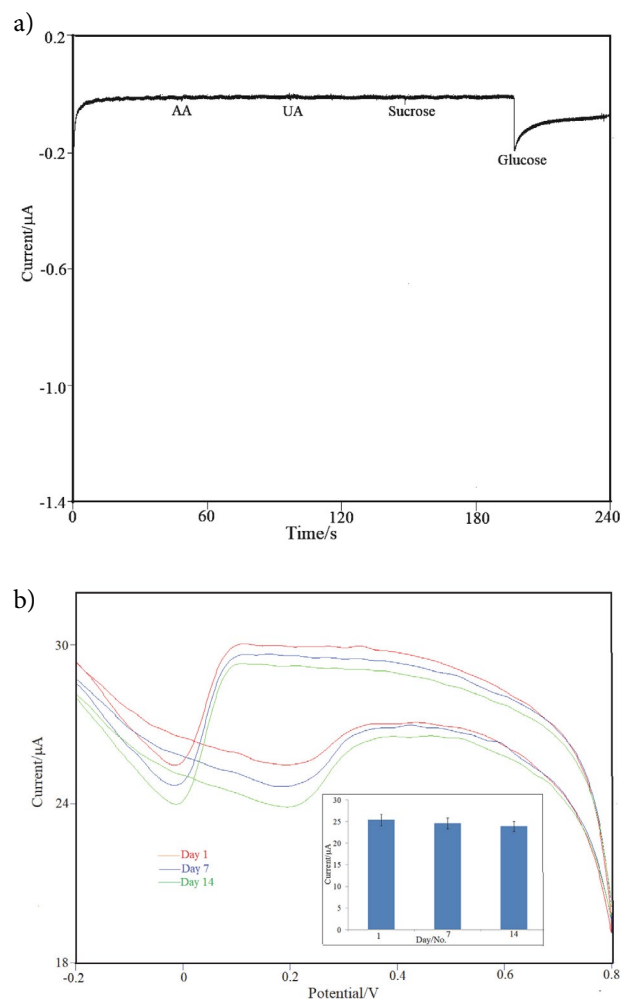 a)
0.2
-0.2
-0.6
-1.0
-1.4
Current/µA
AA
UA
Sucrose
Glucose
0
60
120
180
240
Time/s
b)
30
24
18
Current/µA
Day 1
Day 7
Day 14
30
25
20
15
10
5
0
Current/µA
1
7
14
Day/No.
-0.2
0
0.2
0.4
0.6
0.8
Potential/V